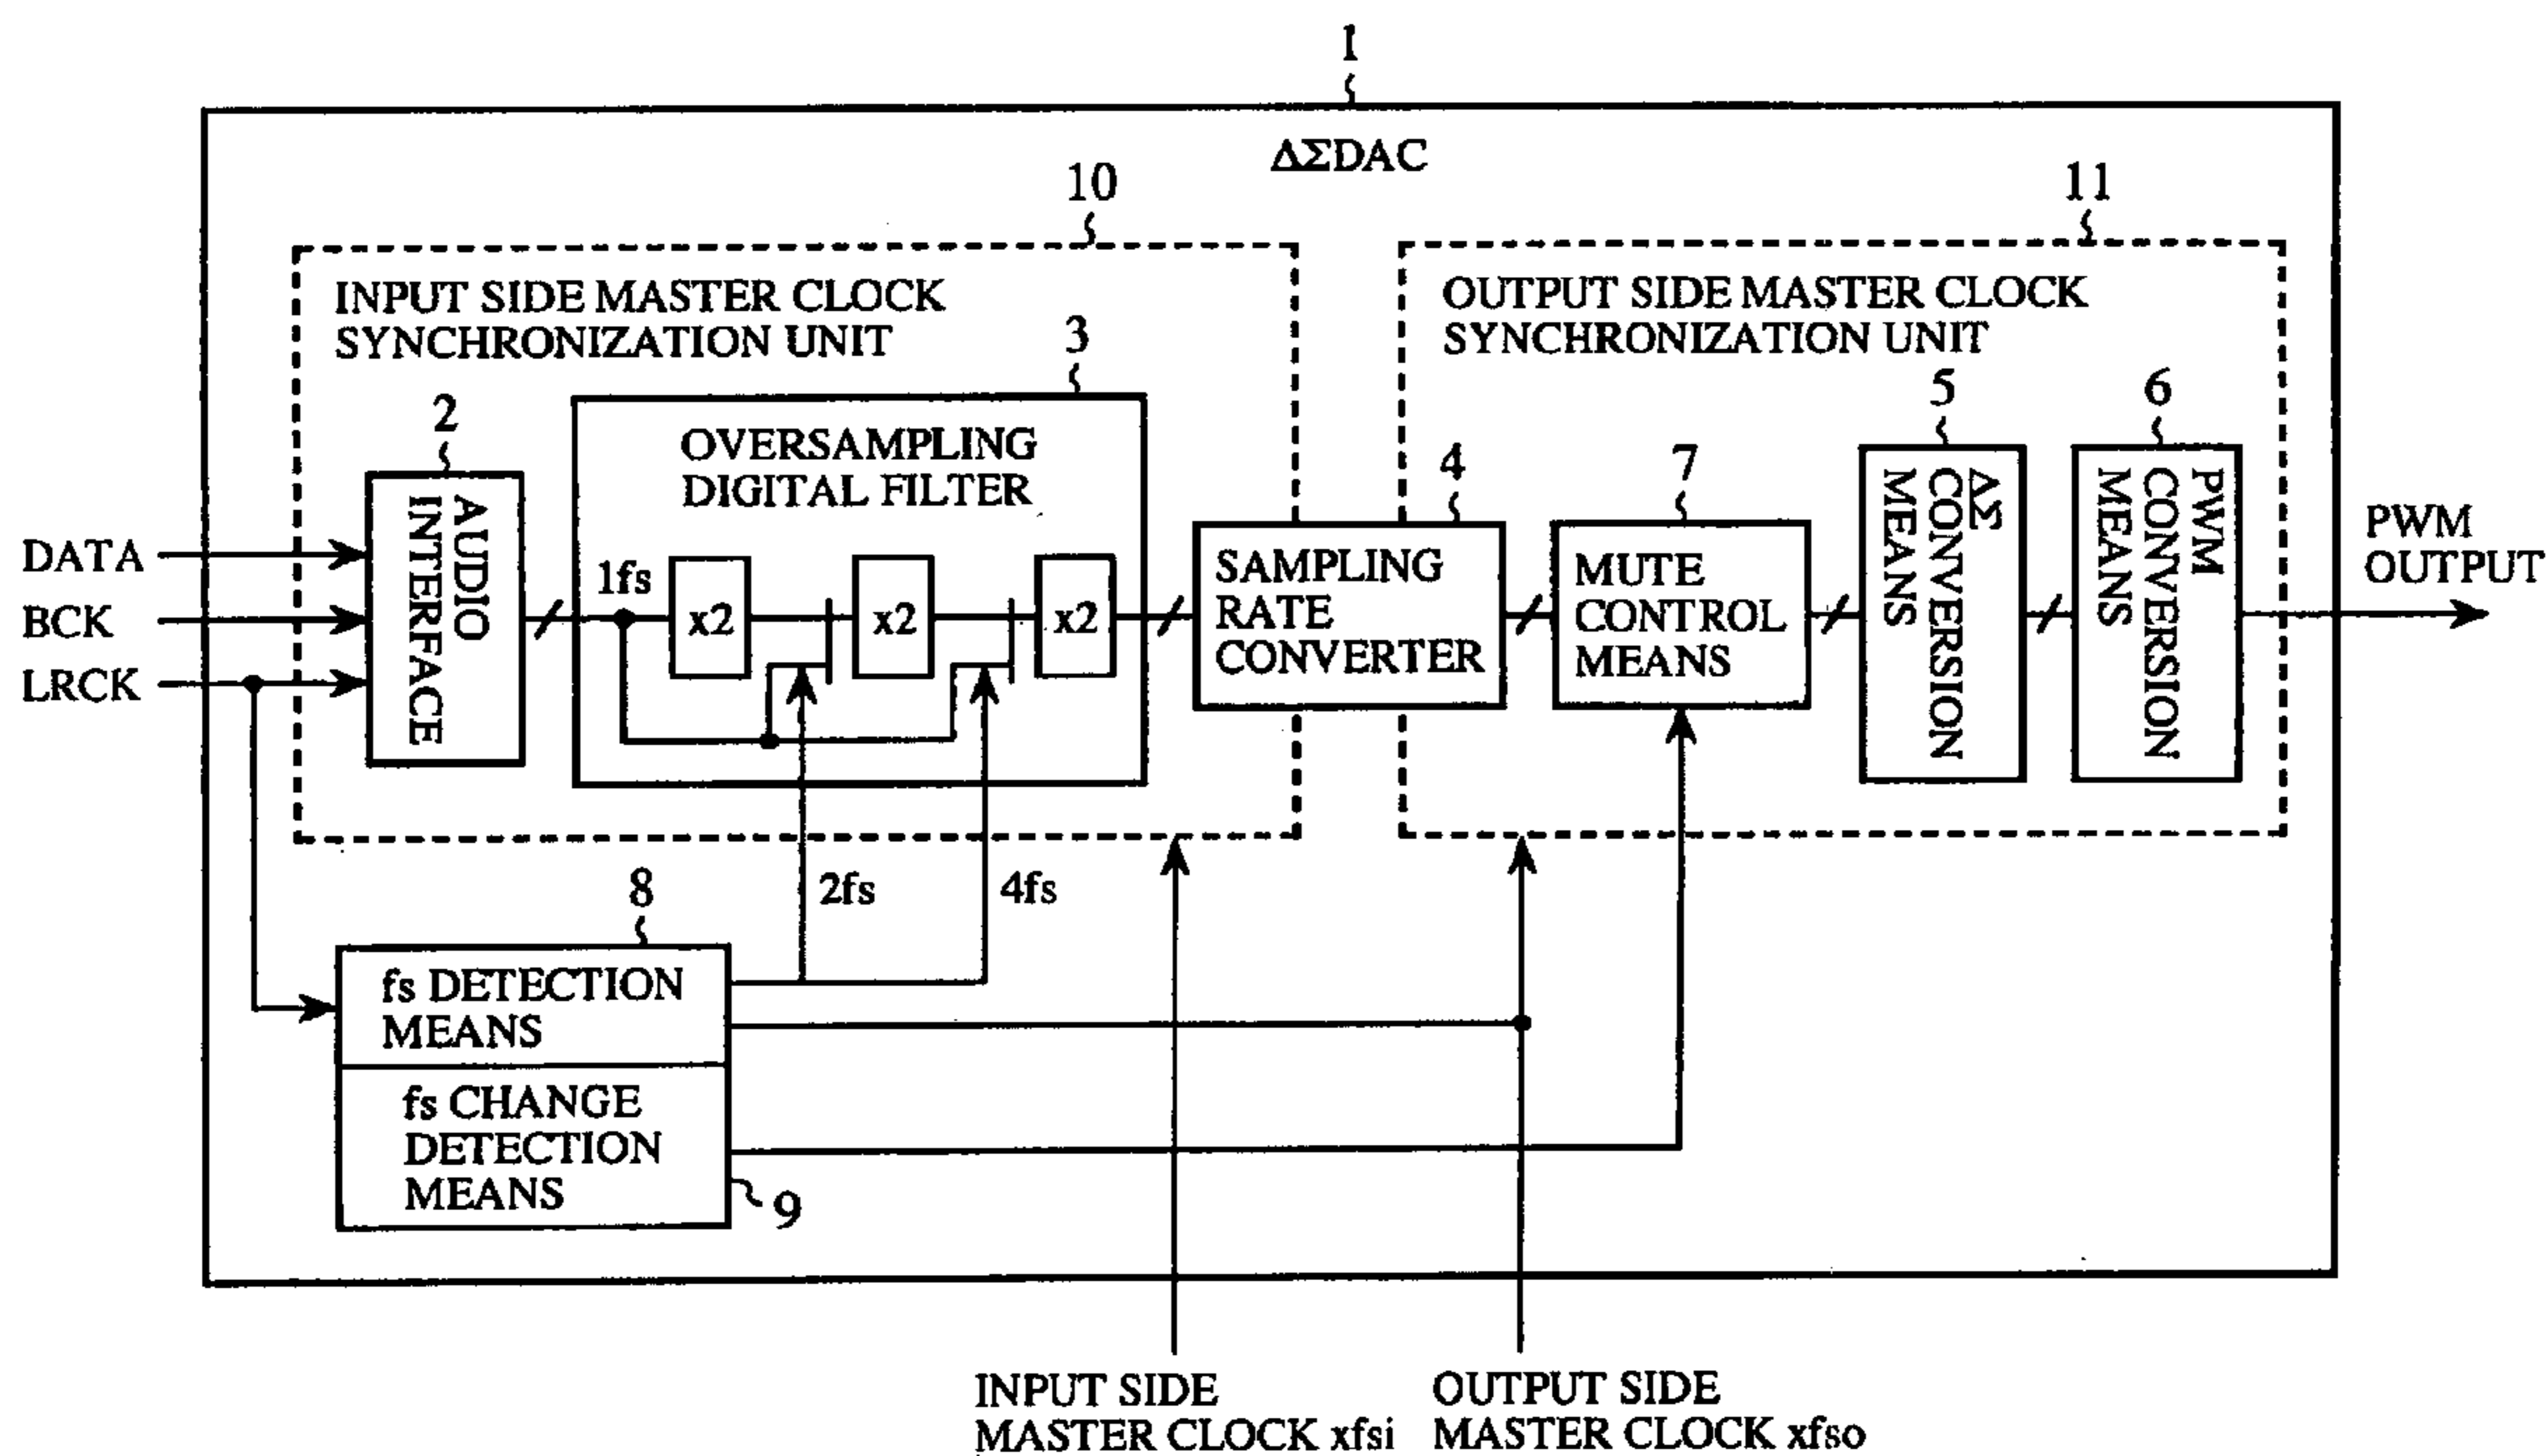 1
ΔΣDAC
10
11
INPUT SIDE MASTER CLOCK
SYNCHRONIZATION UNIT
OUTPUT SIDE MASTER CLOCK
SYNCHRONIZATION UNIT
2
3
4
7
5
6
AUDIO
INTERFACE
OVERSAMPLING
DIGITAL FILTER
1fs
x2
x2
x2
SAMPLING
RATE
CONVERTER
MUTE
CONTROL
MEANS
ΔΣ
CONVERSION
MEANS
PWM
CONVERSION
MEANS
DATA
BCK
LRCK
PWM
OUTPUT
2fs
4fs
8
fs DETECTION
MEANS
fs CHANGE
DETECTION
MEANS
9
INPUT SIDE
MASTER CLOCK xfsi
OUTPUT SIDE
MASTER CLOCK xfso